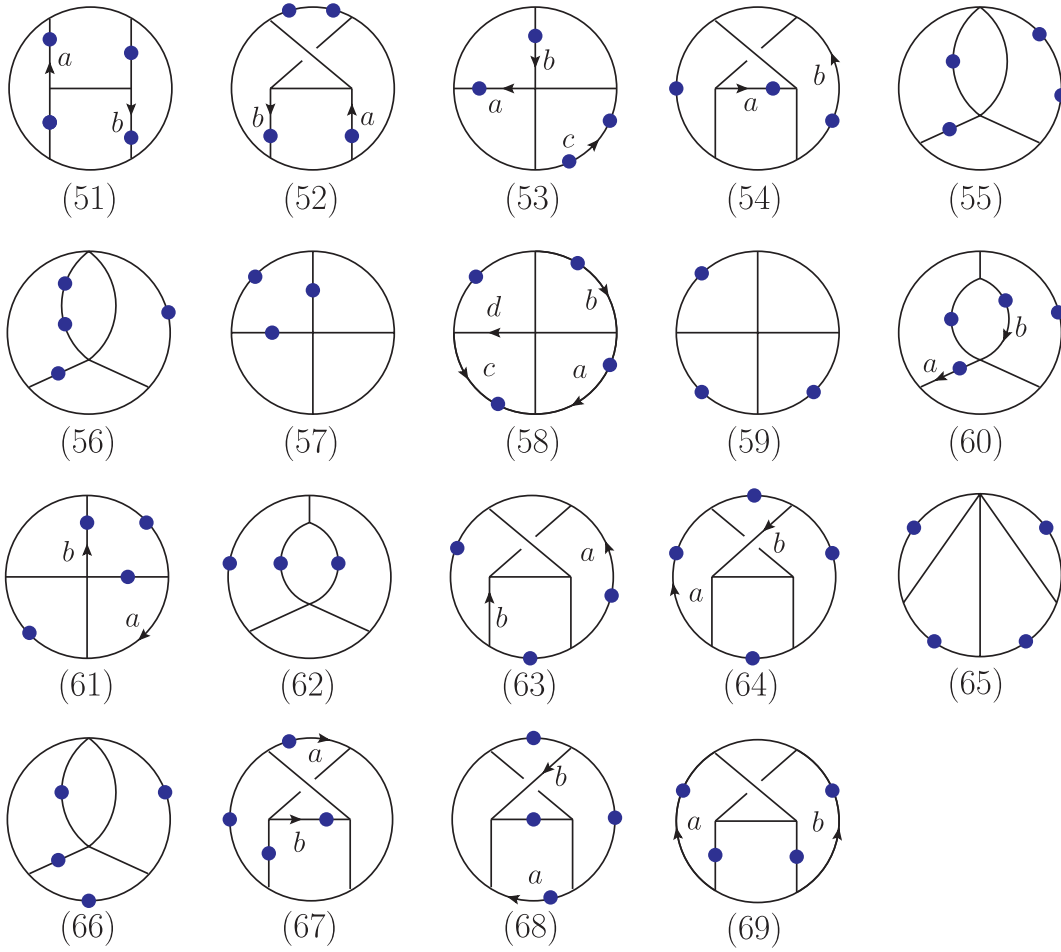 a b
b a
b a c
b a
(51) (52) (53) (54) (55)
d b c a
a b
(56) (57) (58) (59) (60)
b a
a b
b a
(61) (62) (63) (64) (65)
a b
b a
a b
(66) (67) (68) (69)